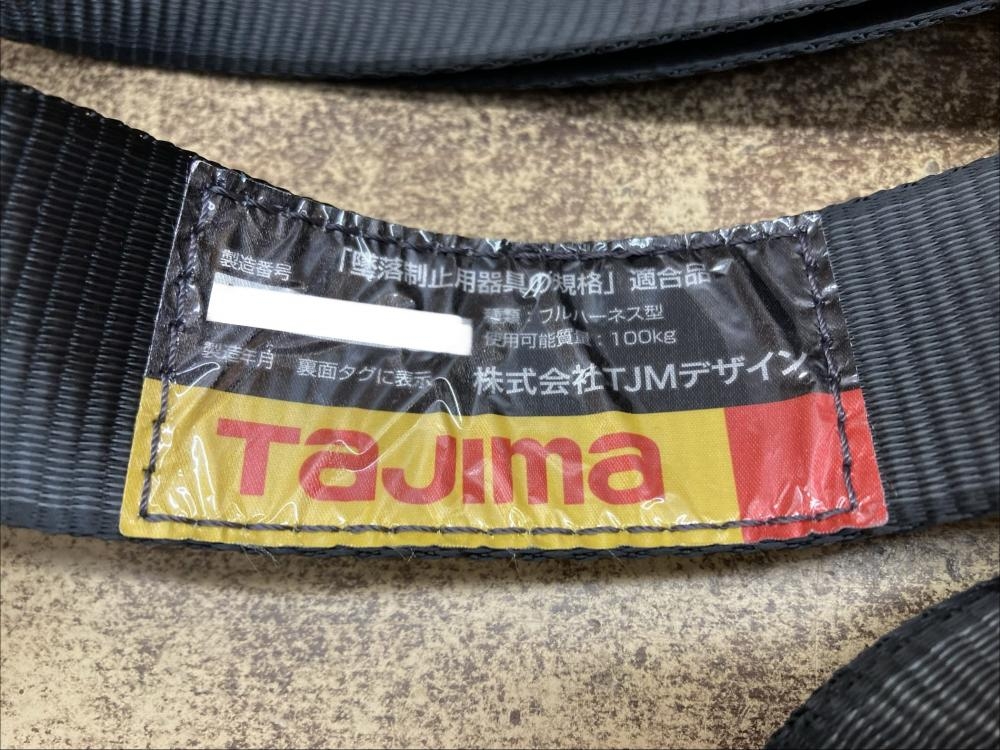 製造番号
「墜落制止用器具の規格」適合品
種類：フルハーネス型
使用可能質量：100kg
製造年月 裏面タグに表示
株式会社TJMデザイン
TaJima